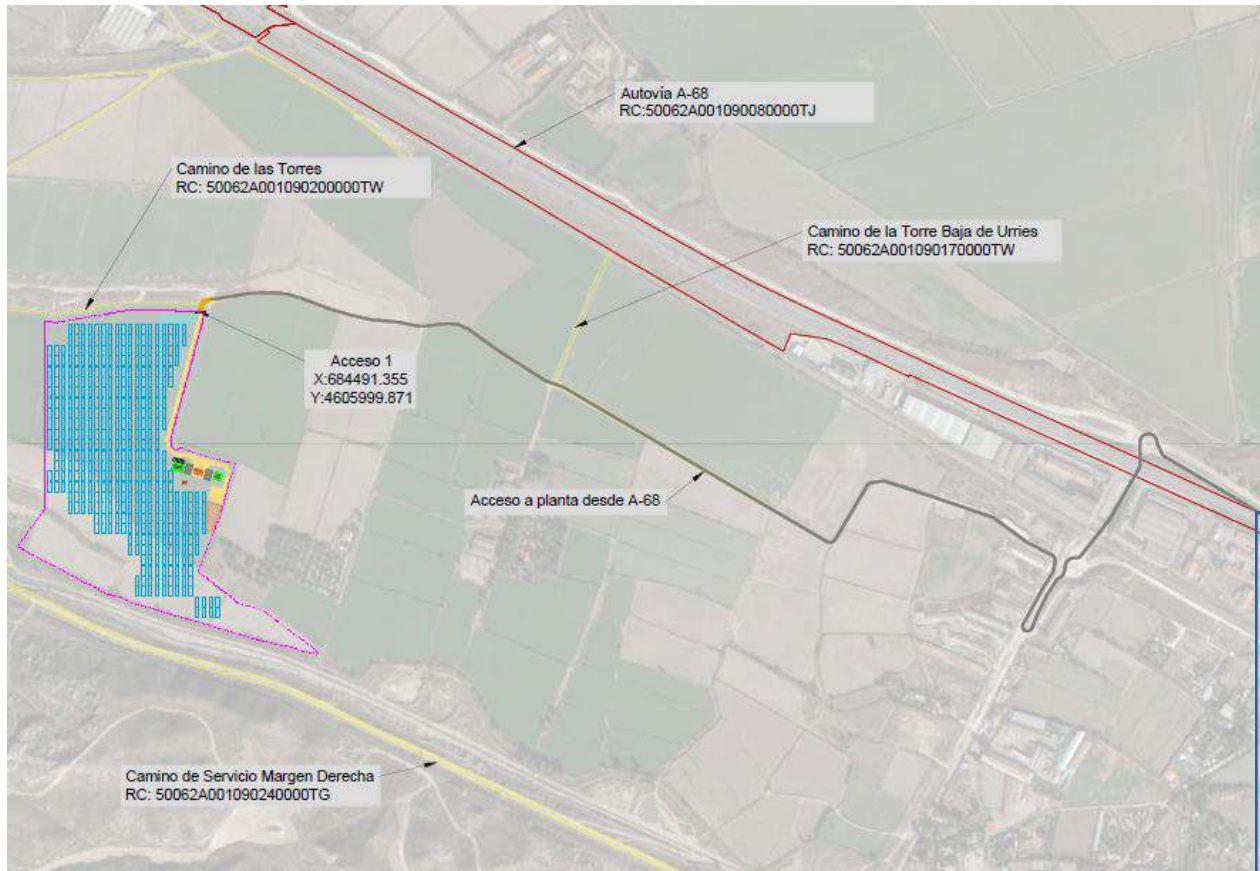 Autovía A-68
RC:50062A001090080000TJ
Camino de las Torres
RC: 50062A001090200000TW
Camino de la Torre Baja de Urries
RC: 50062A001090170000TW
Acceso 1
X:684491.355
Y:4605999.871
Acceso a planta desde A-68
Camino de Servicio Margen Derecha
RC: 50062A001090240000TG